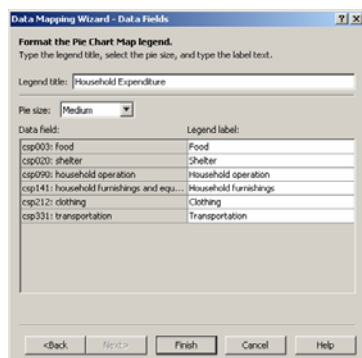 Data Mapping Wizard - Data Fields
Format the Pie Chart Map legend.
Type the legend title, select the pie size, and type the label text.
Legend title: Household Expenditure
Pie size: Medium
Data field: Legend label:
csp003: food Food
csp020: shelter Shelter
csp090: household operation Household operation
csp141: household furnishings and equ... Household furnishings
csp212: clothing Clothing
csp331: transportation Transportation
<Back Next> Finish Cancel Help